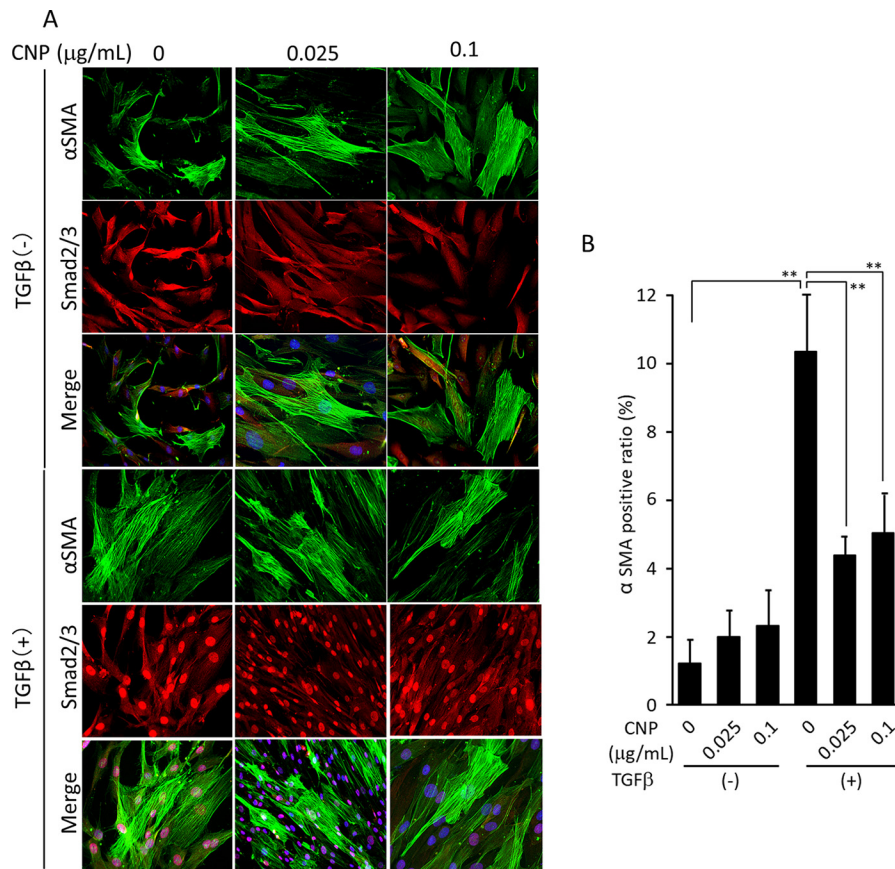 A
CNP (μg/mL) 0 0.025 0.1
TGFβ(-)
αSMA
Smad2/3
Merge
TGFβ(+)
αSMA
Smad2/3
Merge
B
** ** **
α SMA positive ratio (%)
12
10
8
6
4
2
0
CNP (μg/mL) 0 0.025 0.1 0 0.025 0.1
TGFβ (-) (+)